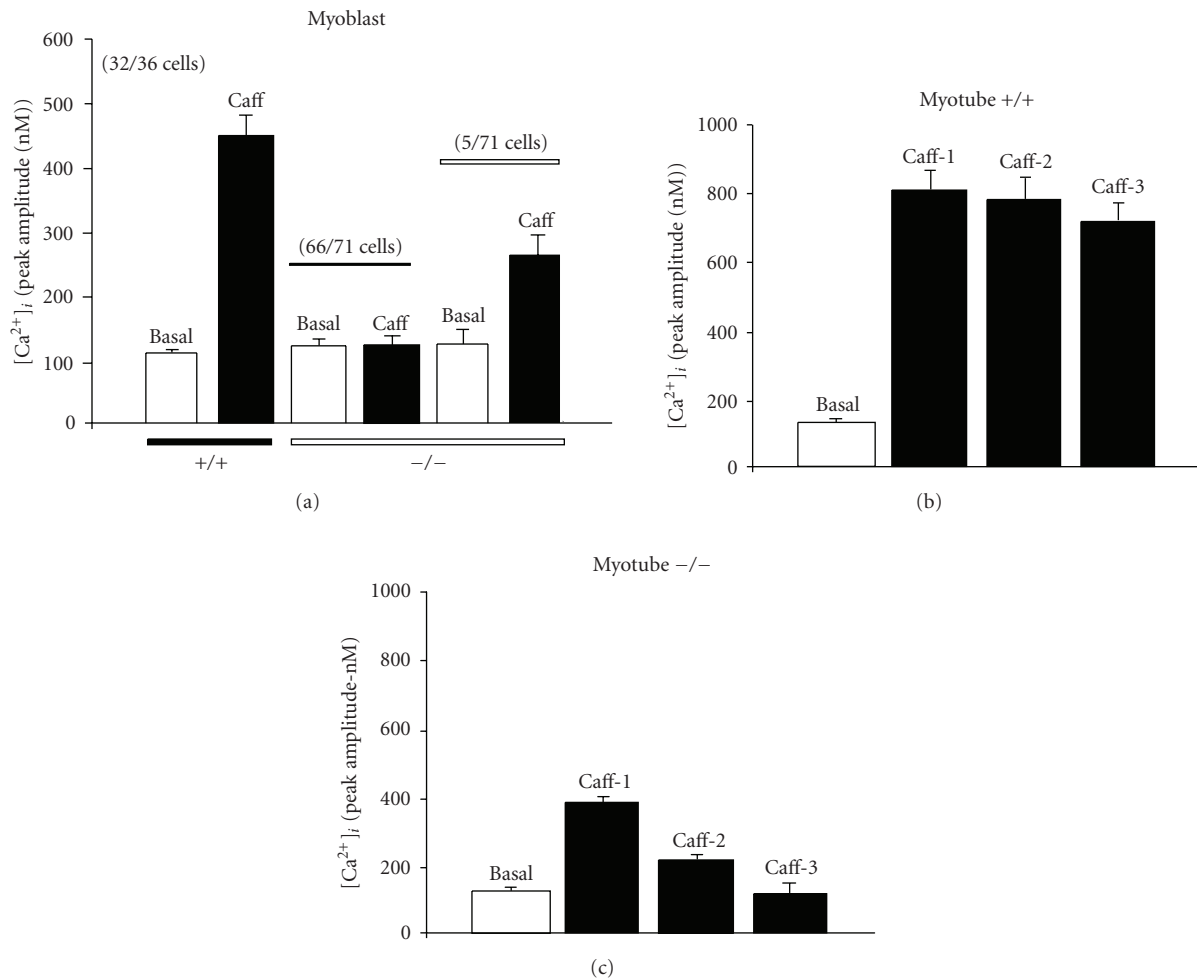 Myoblast
600
500
400
300
200
100
0
[Ca2+]i (peak amplitude (nM))
(32/36 cells)
Caff
(5/71 cells)
Caff
(66/71 cells)
Basal
Basal
Caff
Basal
+/+
−/−
(a)
Myotube +/+
1000
800
600
400
200
0
[Ca2+]i (peak amplitude (nM))
Caff-1
Caff-2
Caff-3
Basal
(b)
Myotube −/−
1000
800
600
400
200
0
[Ca2+]i (peak amplitude-nM)
Caff-1
Caff-2
Basal
Caff-3
(c)